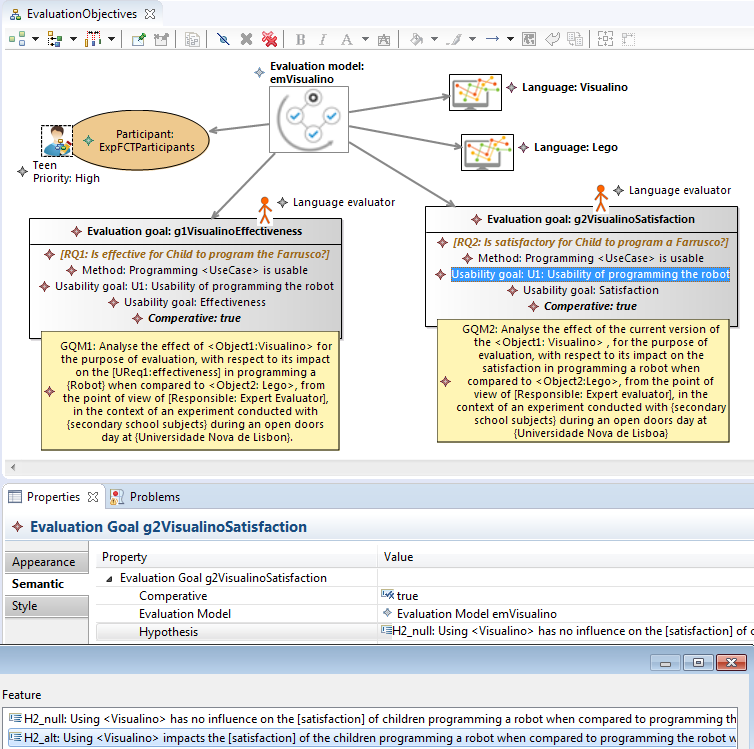 EvaluationObjectives
B I A A
Evaluation model:
emVisualino
Language: Visualino
Participant:
ExpFCTParticipants
Language: Lego
Teen
Priority: High
Language evaluator
Evaluation goal: g1VisualinoEffectiveness
[RQ1: Is effective for Child to program the Farrusco?]
Method: Programming <UseCase> is usable
Usability goal: U1: Usability of programming the robot
Usability goal: Effectiveness
Comperative: true
GQM1: Analyse the effect of <Object1:Visualino> for
the purpose of evaluation, with respect to its impact
on the [UReq1:effectiveness] in programming a
{Robot} when compared to <Object2: Lego>, from
the point of view of [Responsible: Expert Evaluator],
in the context of an experiment conducted with
{secondary school subjects} during an open doors
day at {Universidade Nova de Lisbon}.
Language evaluator
Evaluation goal: g2VisualinoSatisfaction
[RQ2: Is satisfactory for Child to program a Farrusco?]
Method: Programming <UseCase> is usable
Usability goal: U1: Usability of programming the robot
Usability goal: Satisfaction
Comperative: true
GQM2: Analyse the effect of the current version of
the <Object1: Visualino> , for the purpose of
evaluation, with respect to its impact on the
satisfaction in programming a robot when
compared to <Object2:Lego>, from the point of
view of [Responsible: Expert evaluator], in the
context of an experiment conducted with {secondary
school subjects} during an open doors day at
{Universidade Nova de Lisboa}
Properties Problems
Evaluation Goal g2VisualinoSatisfaction
Appearance
Semantic
Style
Property Value
Evaluation Goal g2VisualinoSatisfaction
Comperative true
Evaluation Model Evaluation Model emVisualino
Hypothesis H2_null: Using <Visualino> has no influence on the [satisfaction] of
Feature
H2_null: Using <Visualino> has no influence on the [satisfaction] of children programming a robot when compared to programming th
H2_alt: Using <Visualino> impacts the [satisfaction] of the children programming a robot when compared to programming the robot w